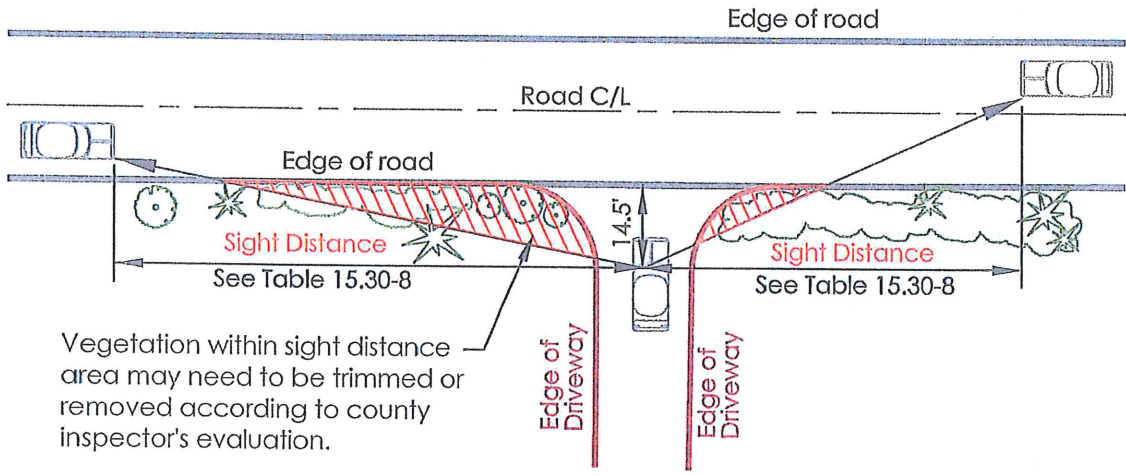 Edge of road
Road C/L
Edge of road
14.5'
Sight Distance
See Table 15.30-8
Sight Distance
See Table 15.30-8
Vegetation within sight distance
area may need to be trimmed or
removed according to county
inspector's evaluation.
Edge of
Driveway
Edge of
Driveway